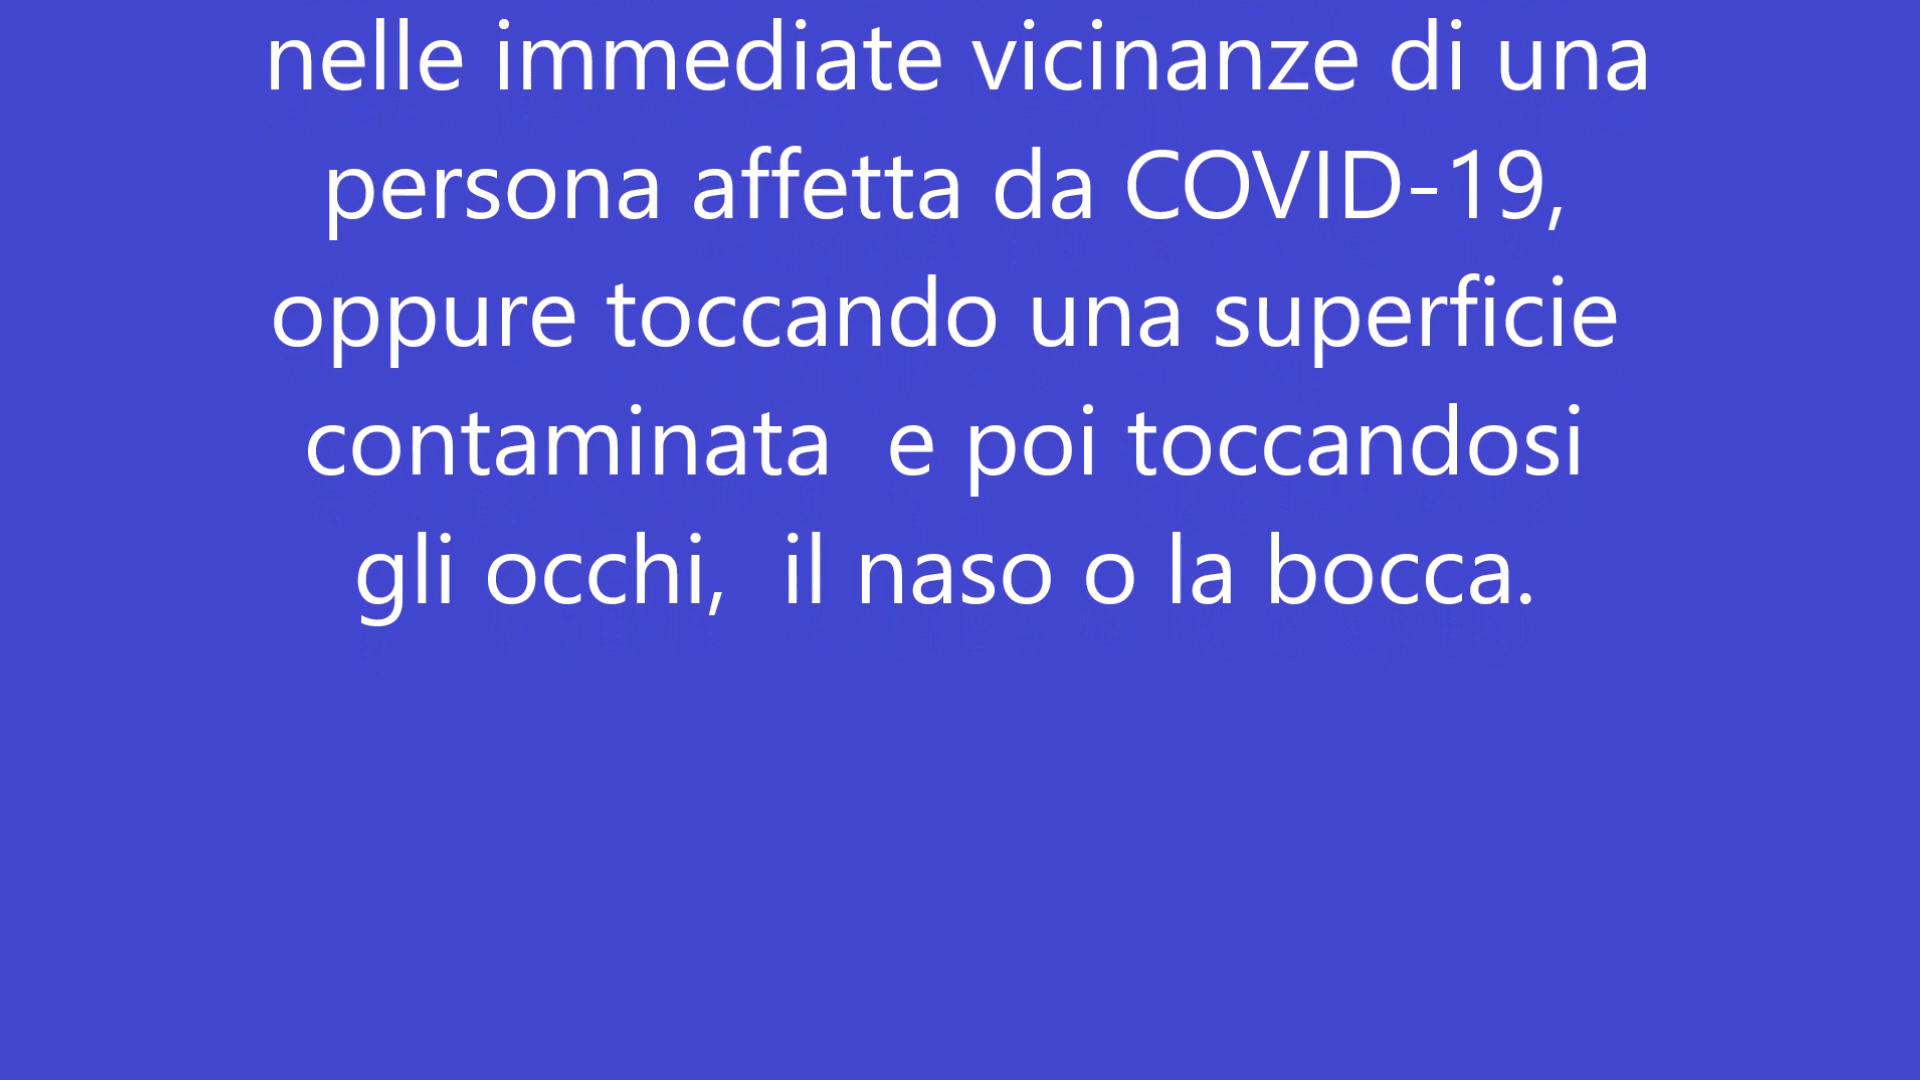 nelle immediate vicinanze di una
persona affetta da COVID-19,
oppure toccando una superficie
contaminata  e poi toccandosi
gli occhi,  il naso o la bocca.